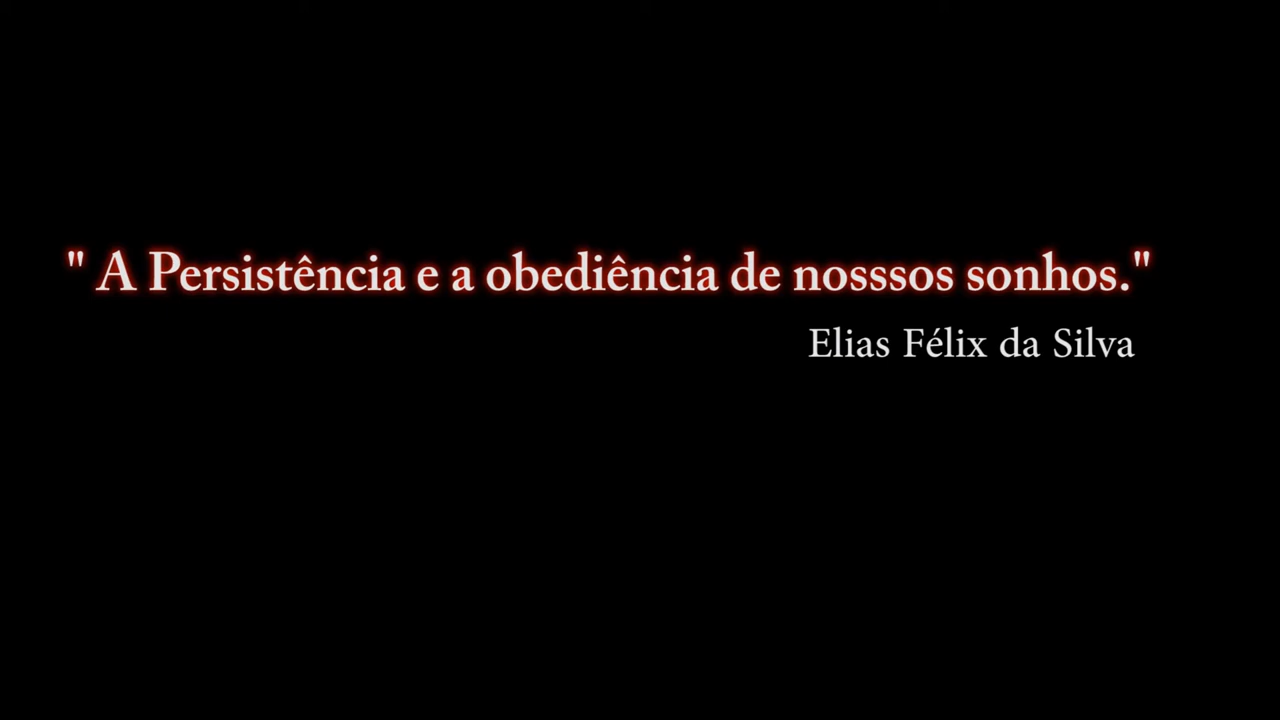 " A Persistência e a obediência de nosssos sonhos."
Elias Félix da Silva